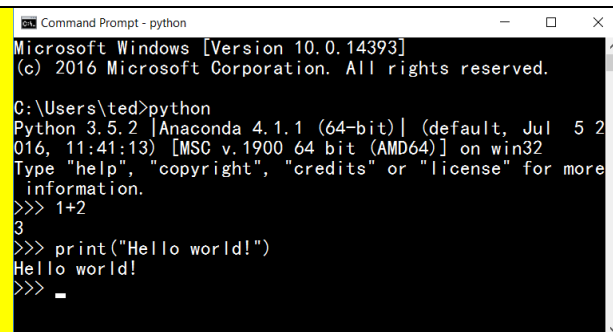 Command Prompt - python
Microsoft Windows [Version 10.0.14393]
(c) 2016 Microsoft Corporation. All rights reserved.
C:\Users\ted>python
Python 3.5.2 |Anaconda 4.1.1 (64-bit)| (default, Jul  5 2
016, 11:41:13) [MSC v.1900 64 bit (AMD64)] on win32
Type "help", "copyright", "credits" or "license" for more
 information.
>>> 1+2
3
>>> print("Hello world!")
Hello world!
>>> _